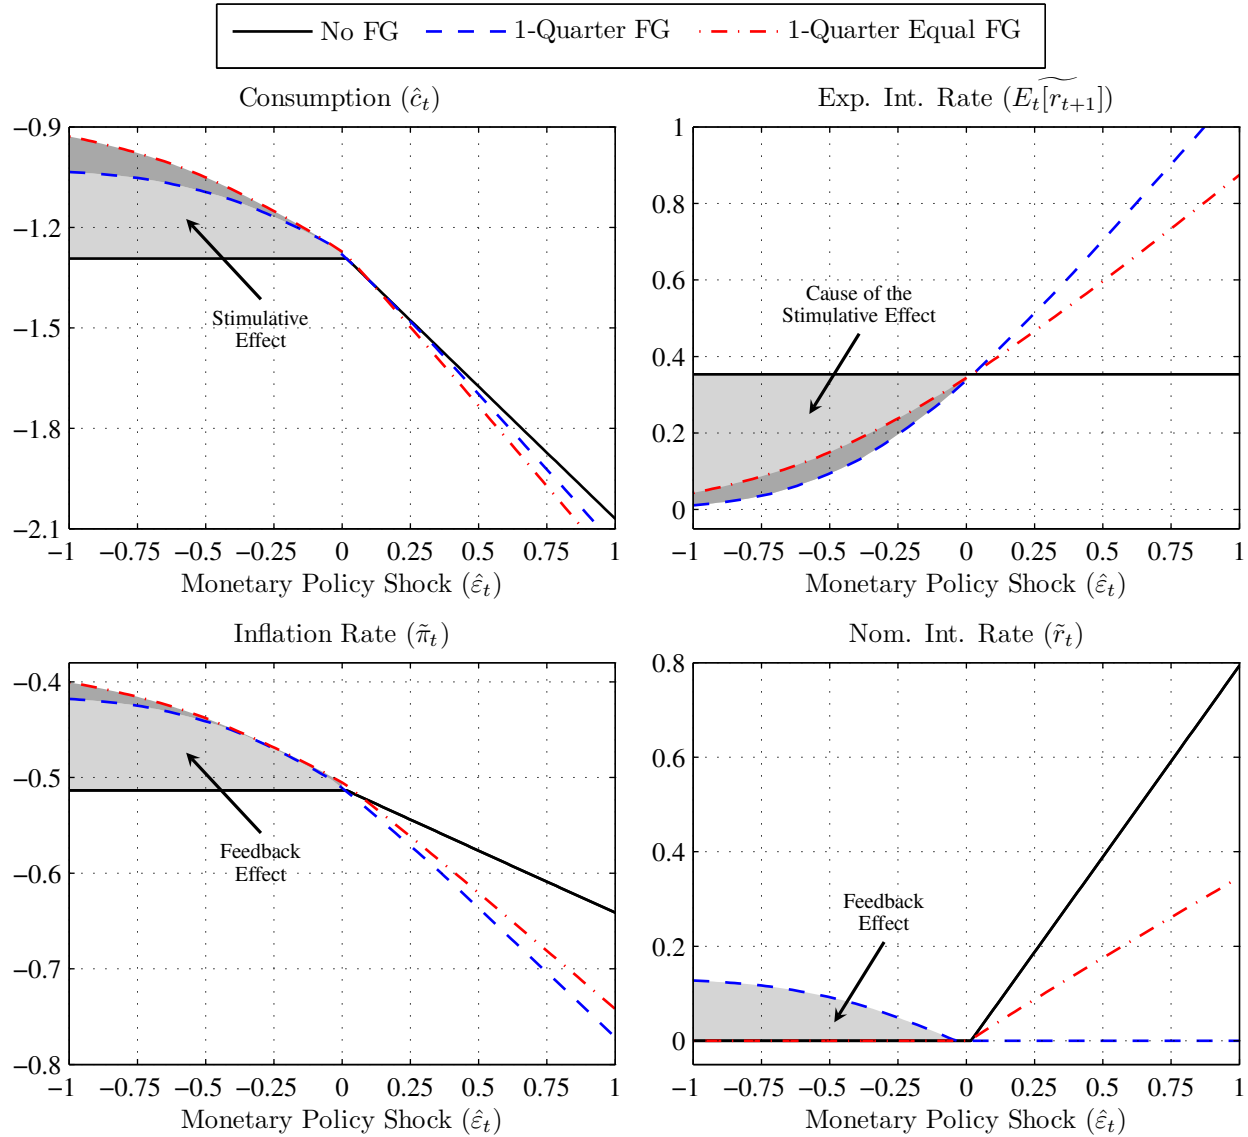 No FG 1-Quarter FG 1-Quarter Equal FG
Consumption (ĉ_t)
−0.9
−1.2
−1.5
−1.8
−2.1
−1 −0.75 −0.5 −0.25 0 0.25 0.5 0.75 1
Monetary Policy Shock (ε̂_t)
Stimulative
Effect
Exp. Int. Rate (E_t[r_{t+1}]~)
1
0.8
0.6
0.4
0.2
0
−1 −0.75 −0.5 −0.25 0 0.25 0.5 0.75 1
Monetary Policy Shock (ε̂_t)
Cause of the
Stimulative Effect
Inflation Rate (π̃_t)
−0.4
−0.5
−0.6
−0.7
−0.8
−1 −0.75 −0.5 −0.25 0 0.25 0.5 0.75 1
Monetary Policy Shock (ε̂_t)
Feedback
Effect
Nom. Int. Rate (r̃_t)
0.8
0.6
0.4
0.2
0
−1 −0.75 −0.5 −0.25 0 0.25 0.5 0.75 1
Monetary Policy Shock (ε̂_t)
Feedback
Effect